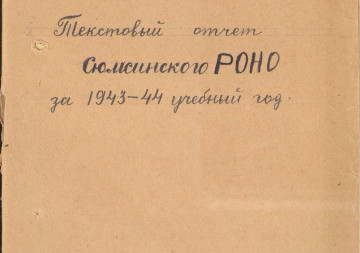 Текстовый отчет
Сюмсинского РОНО
за 1943-44 учебный год.